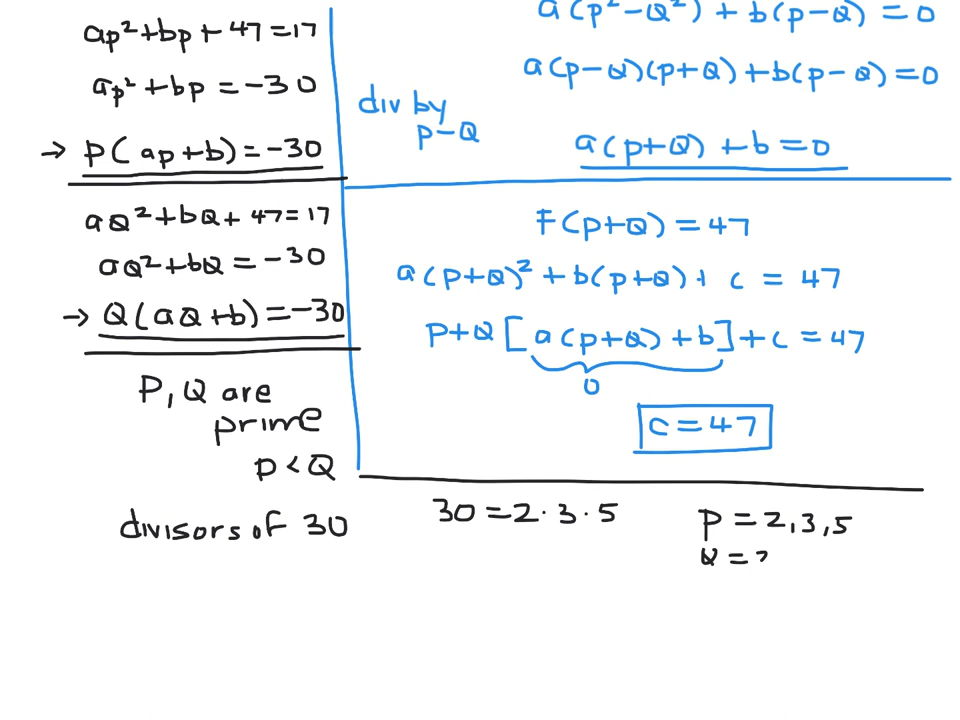 ap²+bp+47=17
ap²+bp=-30
→ P(ap+b)=-30
aQ²+bQ+47=17
aQ²+bQ=-30
→ Q(aQ+b)=-30
P,Q are
prime
p<Q
a(p²-Q²)+b(p-Q)=0
a(p-Q)(p+Q)+b(p-Q)=0
div by
p-Q
a(p+Q)+b=0
F(p+Q)=47
a(p+Q)²+b(p+Q)+c=47
P+Q[a(p+Q)+b]+c=47
0
c=47
divisors of 30
30=2·3·5
p=2,3,5
Q=